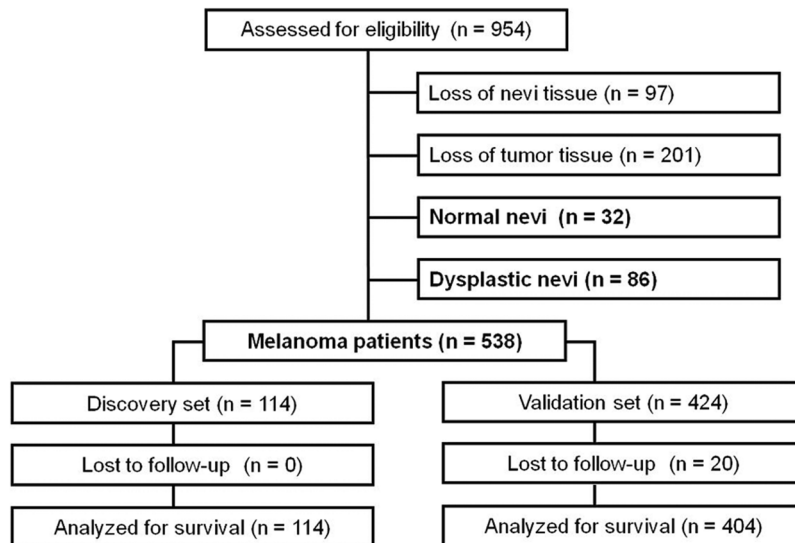 Assessed for eligibility (n = 954)
Loss of nevi tissue (n = 97)
Loss of tumor tissue (n = 201)
Normal nevi (n = 32)
Dysplastic nevi (n = 86)
Melanoma patients (n = 538)
Discovery set (n = 114)
Validation set (n = 424)
Lost to follow-up (n = 0)
Lost to follow-up (n = 20)
Analyzed for survival (n = 114)
Analyzed for survival (n = 404)